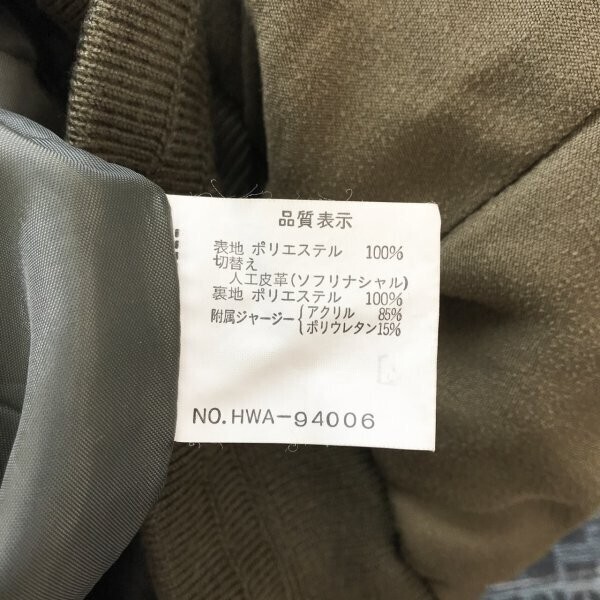 品質表示
表地 ポリエステル 100%
切替え
人工皮革(ソフリナシャル)
裏地 ポリエステル 100%
附属ジャージー{アクリル 85%
ポリウレタン15%
NO.HWA-94006